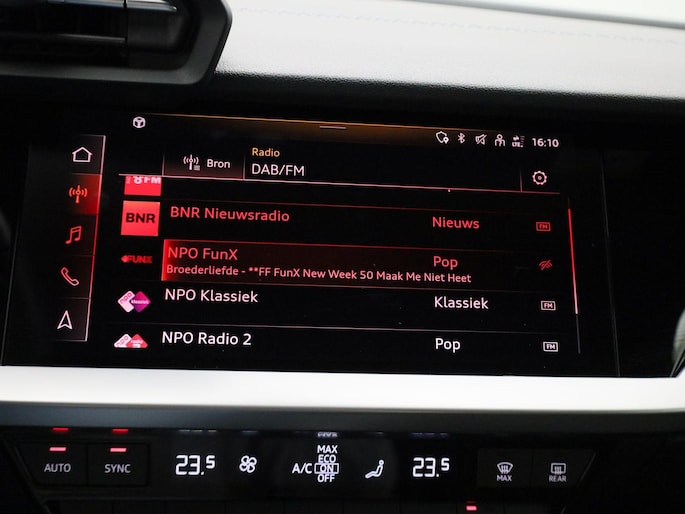 16:10
Radio
Bron
DAB/FM
FM
BNR
BNR Nieuwsradio
Nieuws
FM
FUNX
NPO FunX
Pop
Broederliefde - **FF FunX New Week 50 Maak Me Niet Heet
NPO Klassiek
Klassiek
FM
NPO Radio 2
Pop
FM
AUTO
SYNC
23.5
A/C
MAX
ECO
ON
OFF
23.5
MAX
REAR